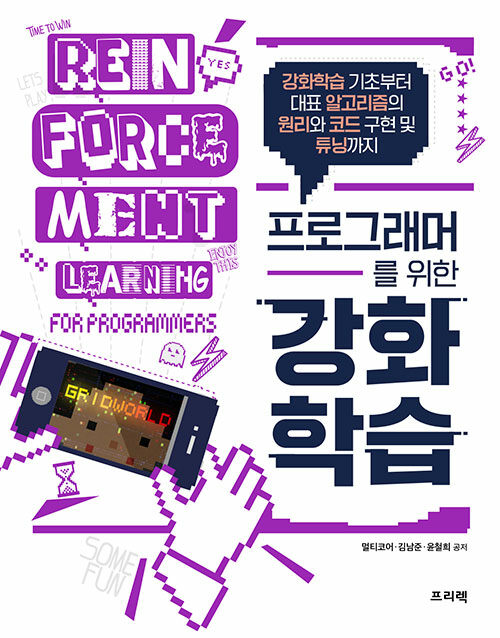 TIME TO WIN
LETS
PLAY
REIN
YES
FORCE
MENT
ENJOY
THIS
LEARNING
FOR PROGRAMMERS
GRIDWORLD
SOME
FUN
GO!
강화학습 기초부터
대표 알고리즘의
원리와 코드 구현 및
튜닝까지
프로그래머
를 위한
강화
학습
멀티코어·김남준·윤철희 공저
프리렉